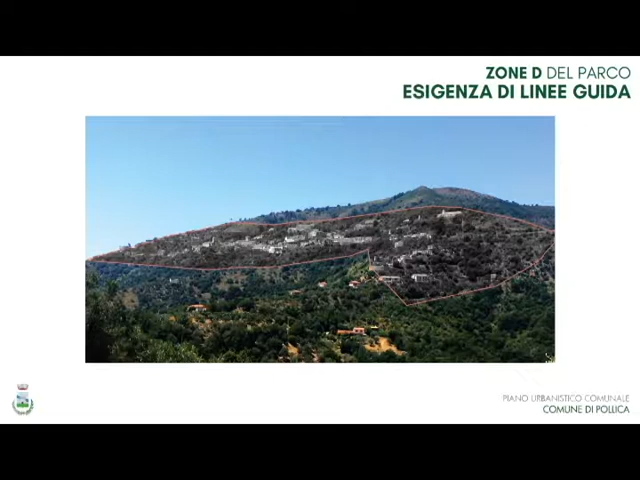 ZONE D DEL PARCO
ESIGENZA DI LINEE GUIDA
PIANO URBANISTICO COMUNALE
COMUNE DI POLLICA